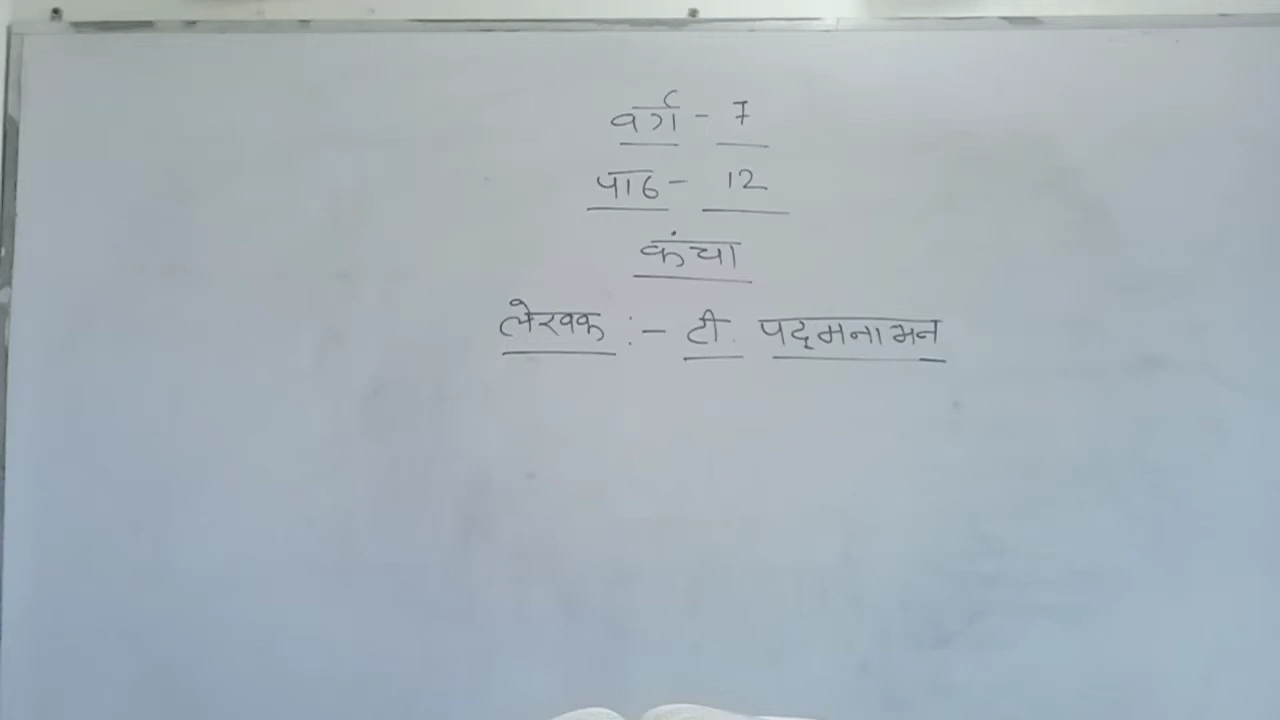 वर्ग - 7
पाठ - 12
कंचा
लेखक :- टी. पद्मनाभन